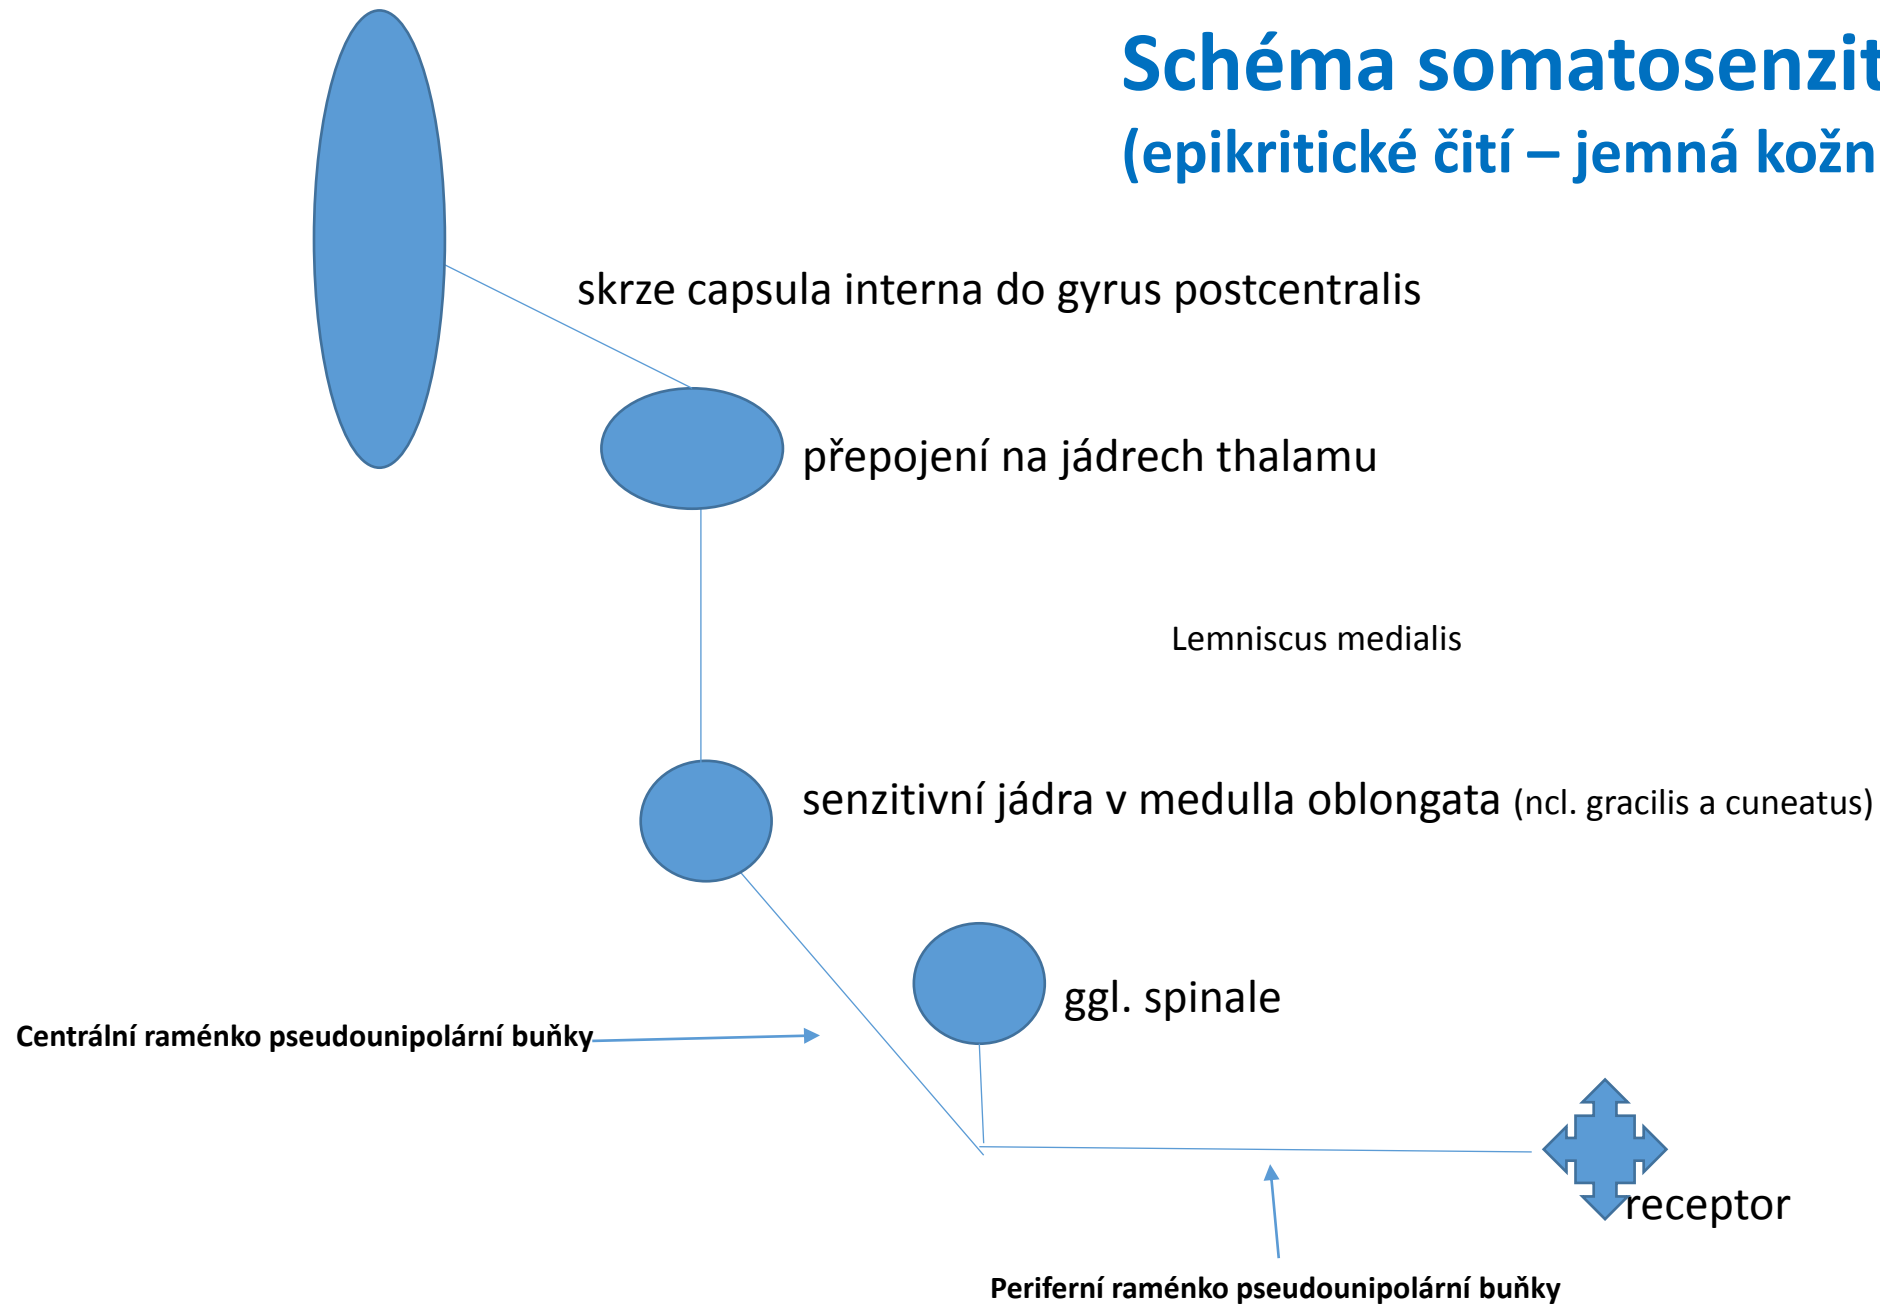 Schéma somatosenzit
(epikritické čití – jemná kožn
skrze capsula interna do gyrus postcentralis
přepojení na jádrech thalamu
Lemniscus medialis
senzitivní jádra v medulla oblongata (ncl. gracilis a cuneatus)
ggl. spinale
Centrální raménko pseudounipolární buňky
receptor
Periferní raménko pseudounipolární buňky